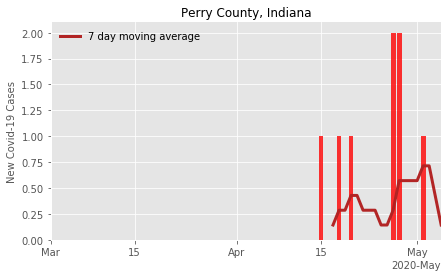 Perry County, Indiana
7 day moving average
New Covid-19 Cases
2.00
1.75
1.50
1.25
1.00
0.75
0.50
0.25
0.00
Mar
15
Apr
15
May
2020-May